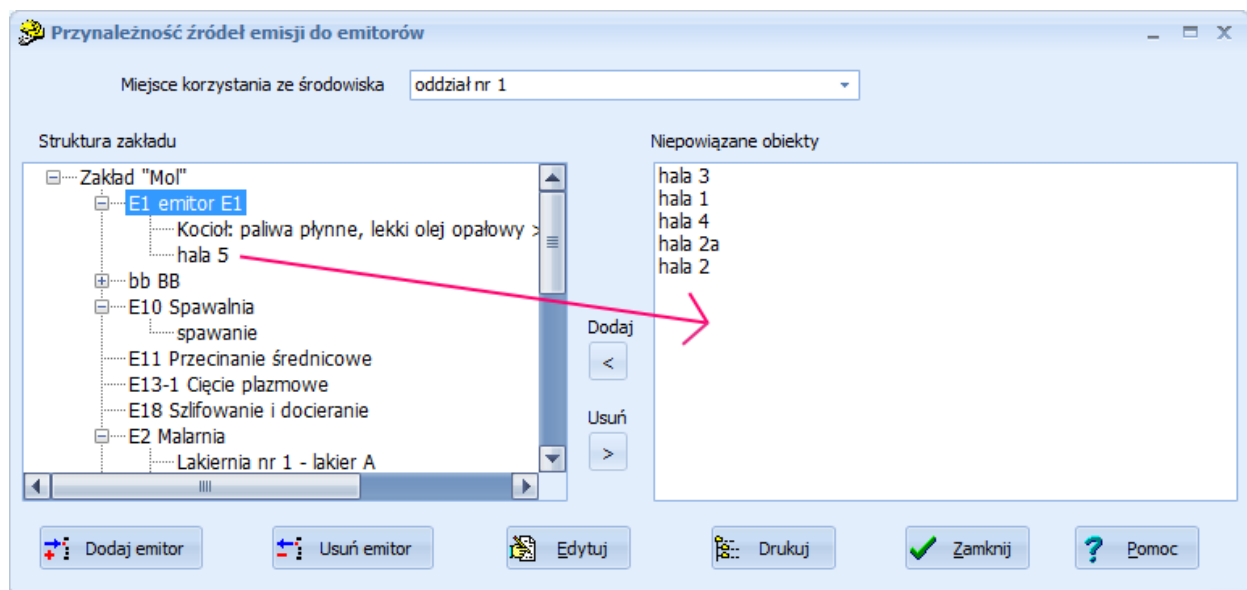 Przynależność źródeł emisji do emitorów
Miejsce korzystania ze środowiska oddział nr 1
Struktura zakładu
Zakład "Mol"
E1 emitor E1
Kocioł: paliwa płynne, lekki olej opałowy >
hala 5
bb BB
E10 Spawalnia
spawanie
E11 Przecinanie średnicowe
E13-1 Cięcie plazmowe
E18 Szlifowanie i docieranie
E2 Malarnia
Lakiernia nr 1 - lakier A
Dodaj
<
Usuń
>
Niepowiązane obiekty
hala 3
hala 1
hala 4
hala 2a
hala 2
Dodaj emitor Usuń emitor Edytuj Drukuj Zamknij Pomoc